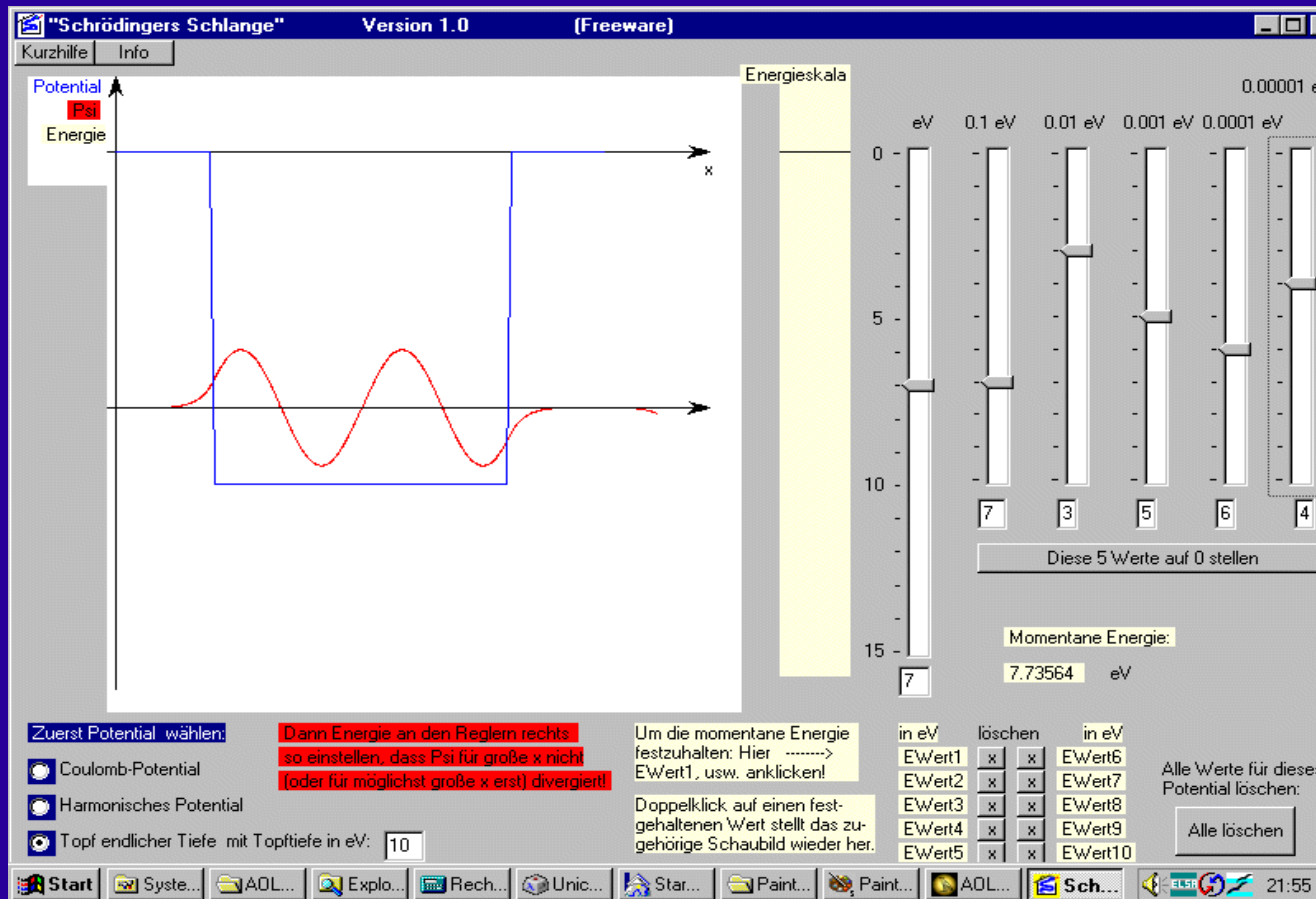 "Schrödingers Schlange" Version 1.0 (Freeware)
Kurzhilfe Info
Potential
Psi
Energie
x
Energieskala
0.00001 e
eV 0.1 eV 0.01 eV 0.001 eV 0.0001 eV
0
5
10
15
7
7 3 5 6 4
Diese 5 Werte auf 0 stellen
Momentane Energie:
7.73564 eV
Zuerst Potential wählen:
Coulomb-Potential
Harmonisches Potential
Topf endlicher Tiefe mit Topftiefe in eV: 10
Dann Energie an den Reglern rechts
so einstellen, dass Psi für große x nicht
(oder für möglichst große x erst) divergiert!
Um die momentane Energie
festzuhalten: Hier ------->
EWert1, usw. anklicken!
Doppelklick auf einen fest-
gehaltenen Wert stellt das zu-
gehörige Schaubild wieder her.
in eV löschen in eV
EWert1 x x EWert6
EWert2 x x EWert7
EWert3 x x EWert8
EWert4 x x EWert9
EWert5 x x EWert10
Alle Werte für diese
Potential löschen:
Alle löschen
Start Syste... AOL... Explo... Rech... Unic... Star... Paint... Paint... AOL... Sch... ELSA 21:55